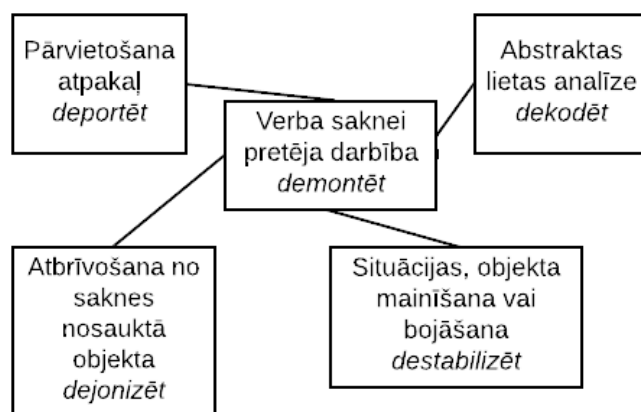 Pārvietošana
atpakaļ
deportēt
Abstraktas
lietas analīze
dekodēt
Verba saknei
pretēja darbība
demontēt
Atbrīvošana no
saknes
nosauktā
objekta
dejonizēt
Situācijas, objekta
mainīšana vai
bojāšana
destabilizēt